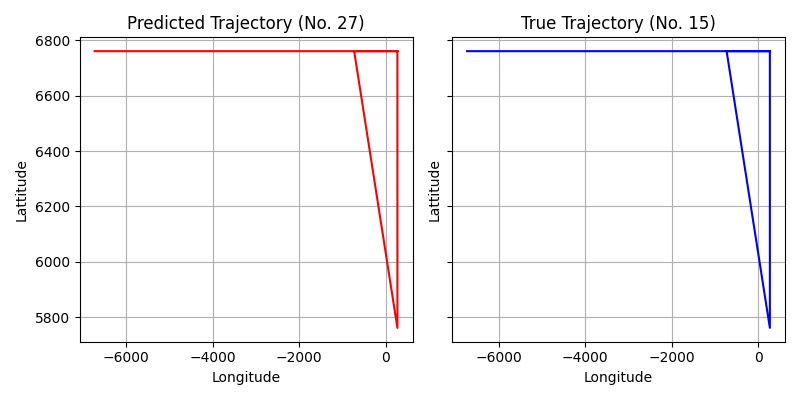 Predicted Trajectory (No. 27)
True Trajectory (No. 15)
6800
6600
6400
6200
6000
5800
Lattitude
Lattitude
−6000 −4000 −2000 0
−6000 −4000 −2000 0
Longitude
Longitude